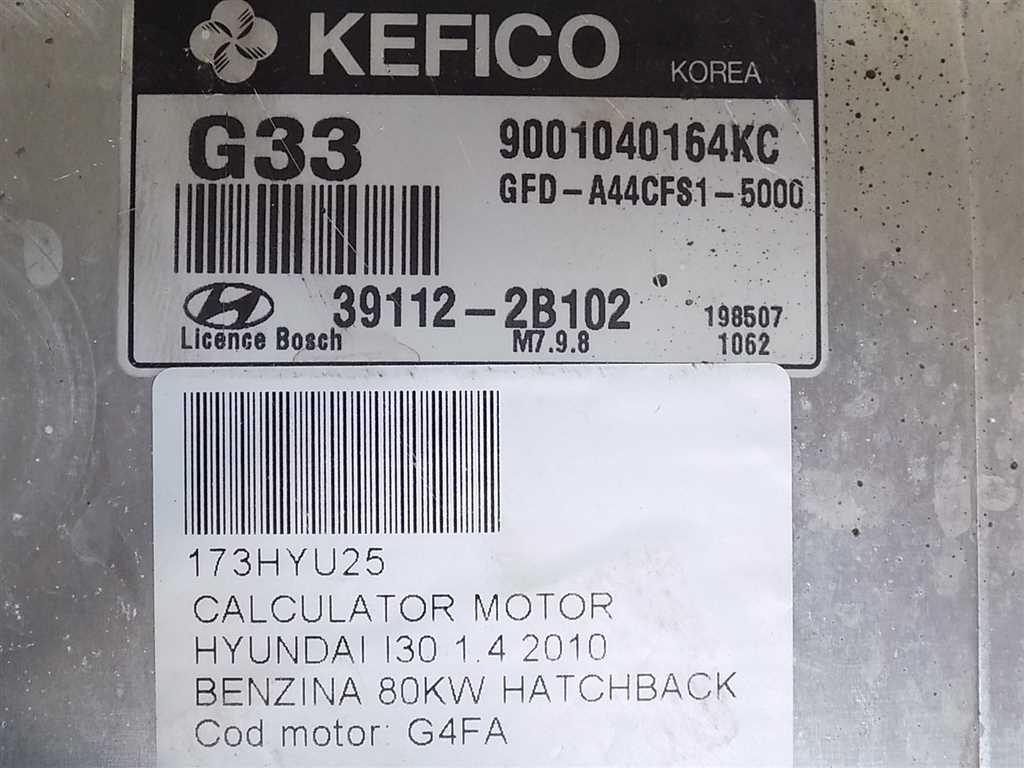 KEFICO KOREA
G33 9001040164KC
GFD-A44CFS1-5000
39112-2B102 198507
Licence Bosch M7.9.8 1062
173HYU25
CALCULATOR MOTOR
HYUNDAI I30 1.4 2010
BENZINA 80KW HATCHBACK
Cod motor: G4FA